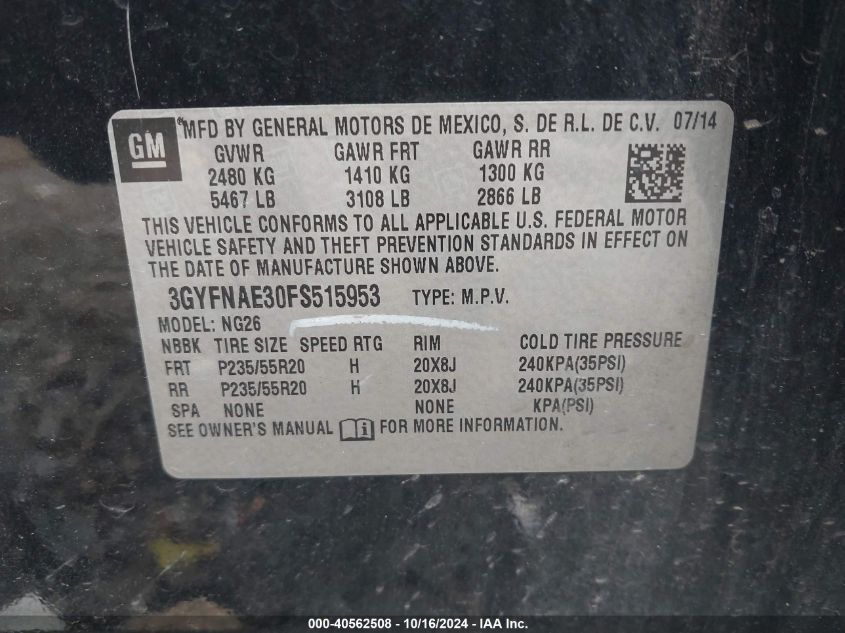 GM
MFD BY GENERAL MOTORS DE MEXICO, S. DE R.L. DE C.V. 07/14
GVWR GAWR FRT GAWR RR
2480 KG 1410 KG 1300 KG
5467 LB 3108 LB 2866 LB
THIS VEHICLE CONFORMS TO ALL APPLICABLE U.S. FEDERAL MOTOR
VEHICLE SAFETY AND THEFT PREVENTION STANDARDS IN EFFECT ON
THE DATE OF MANUFACTURE SHOWN ABOVE.
3GYFNAE30FS515953 TYPE: M.P.V.
MODEL: NG26
NBBK TIRE SIZE SPEED RTG RIM COLD TIRE PRESSURE
FRT P235/55R20 H 20X8J 240KPA(35PSI)
RR P235/55R20 H 20X8J 240KPA(35PSI)
SPA NONE NONE KPA(PSI)
SEE OWNER'S MANUAL i FOR MORE INFORMATION.
000-40562508 - 10/16/2024 - IAA Inc.